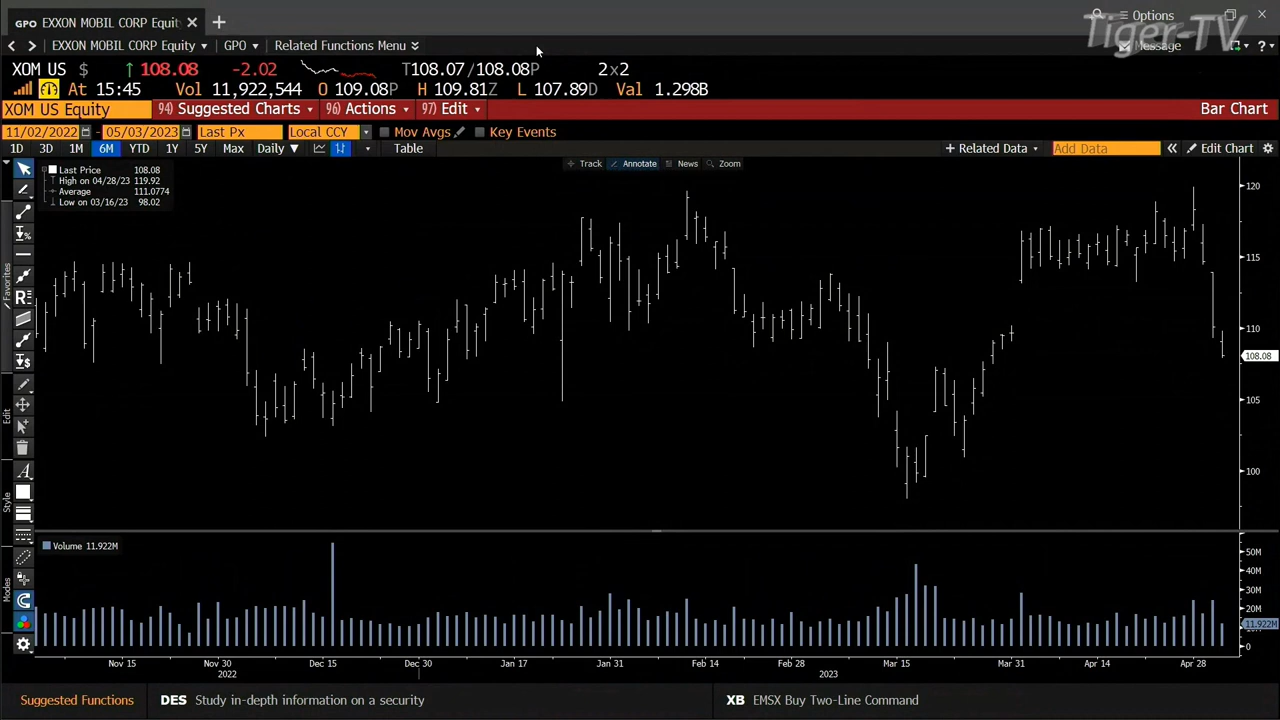 GPO EXXON MOBIL CORP Equity
Options
Tiger-TV
EXXON MOBIL CORP Equity GPO Related Functions Menu Message ?
XOM US $ ↑ 108.08 -2.02 T108.07/108.08P 2x2
At 15:45 Vol 11,922,544 O 109.08P H 109.81Z L 107.89D Val 1.298B
XOM US Equity 94) Suggested Charts 96) Actions 97) Edit Bar Chart
11/02/2022 - 05/03/2023 Last Px Local CCY Mov Avgs Key Events
1D 3D 1M 6M YTD 1Y 5Y Max Daily ▼ Table + Related Data Add Data « Edit Chart
Track Annotate News Zoom
Last Price 108.08
High on 04/28/23 119.92
Average 111.0774
Low on 03/16/23 98.02
120
115
110
108.08
105
100
Favorites
Edit
Style
Modes
Volume 11.922M
50M
40M
30M
20M
11.922M
0
Nov 15 Nov 30 Dec 15 Dec 30 Jan 17 Jan 31 Feb 14 Feb 28 Mar 15 Mar 31 Apr 14 Apr 28
2022 2023
Suggested Functions DES Study in-depth information on a security XB EMSX Buy Two-Line Command